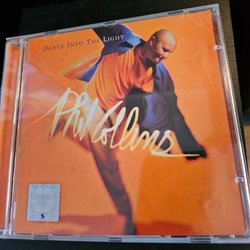 DANCE INTO THE LIGHT
Phil Collins
S